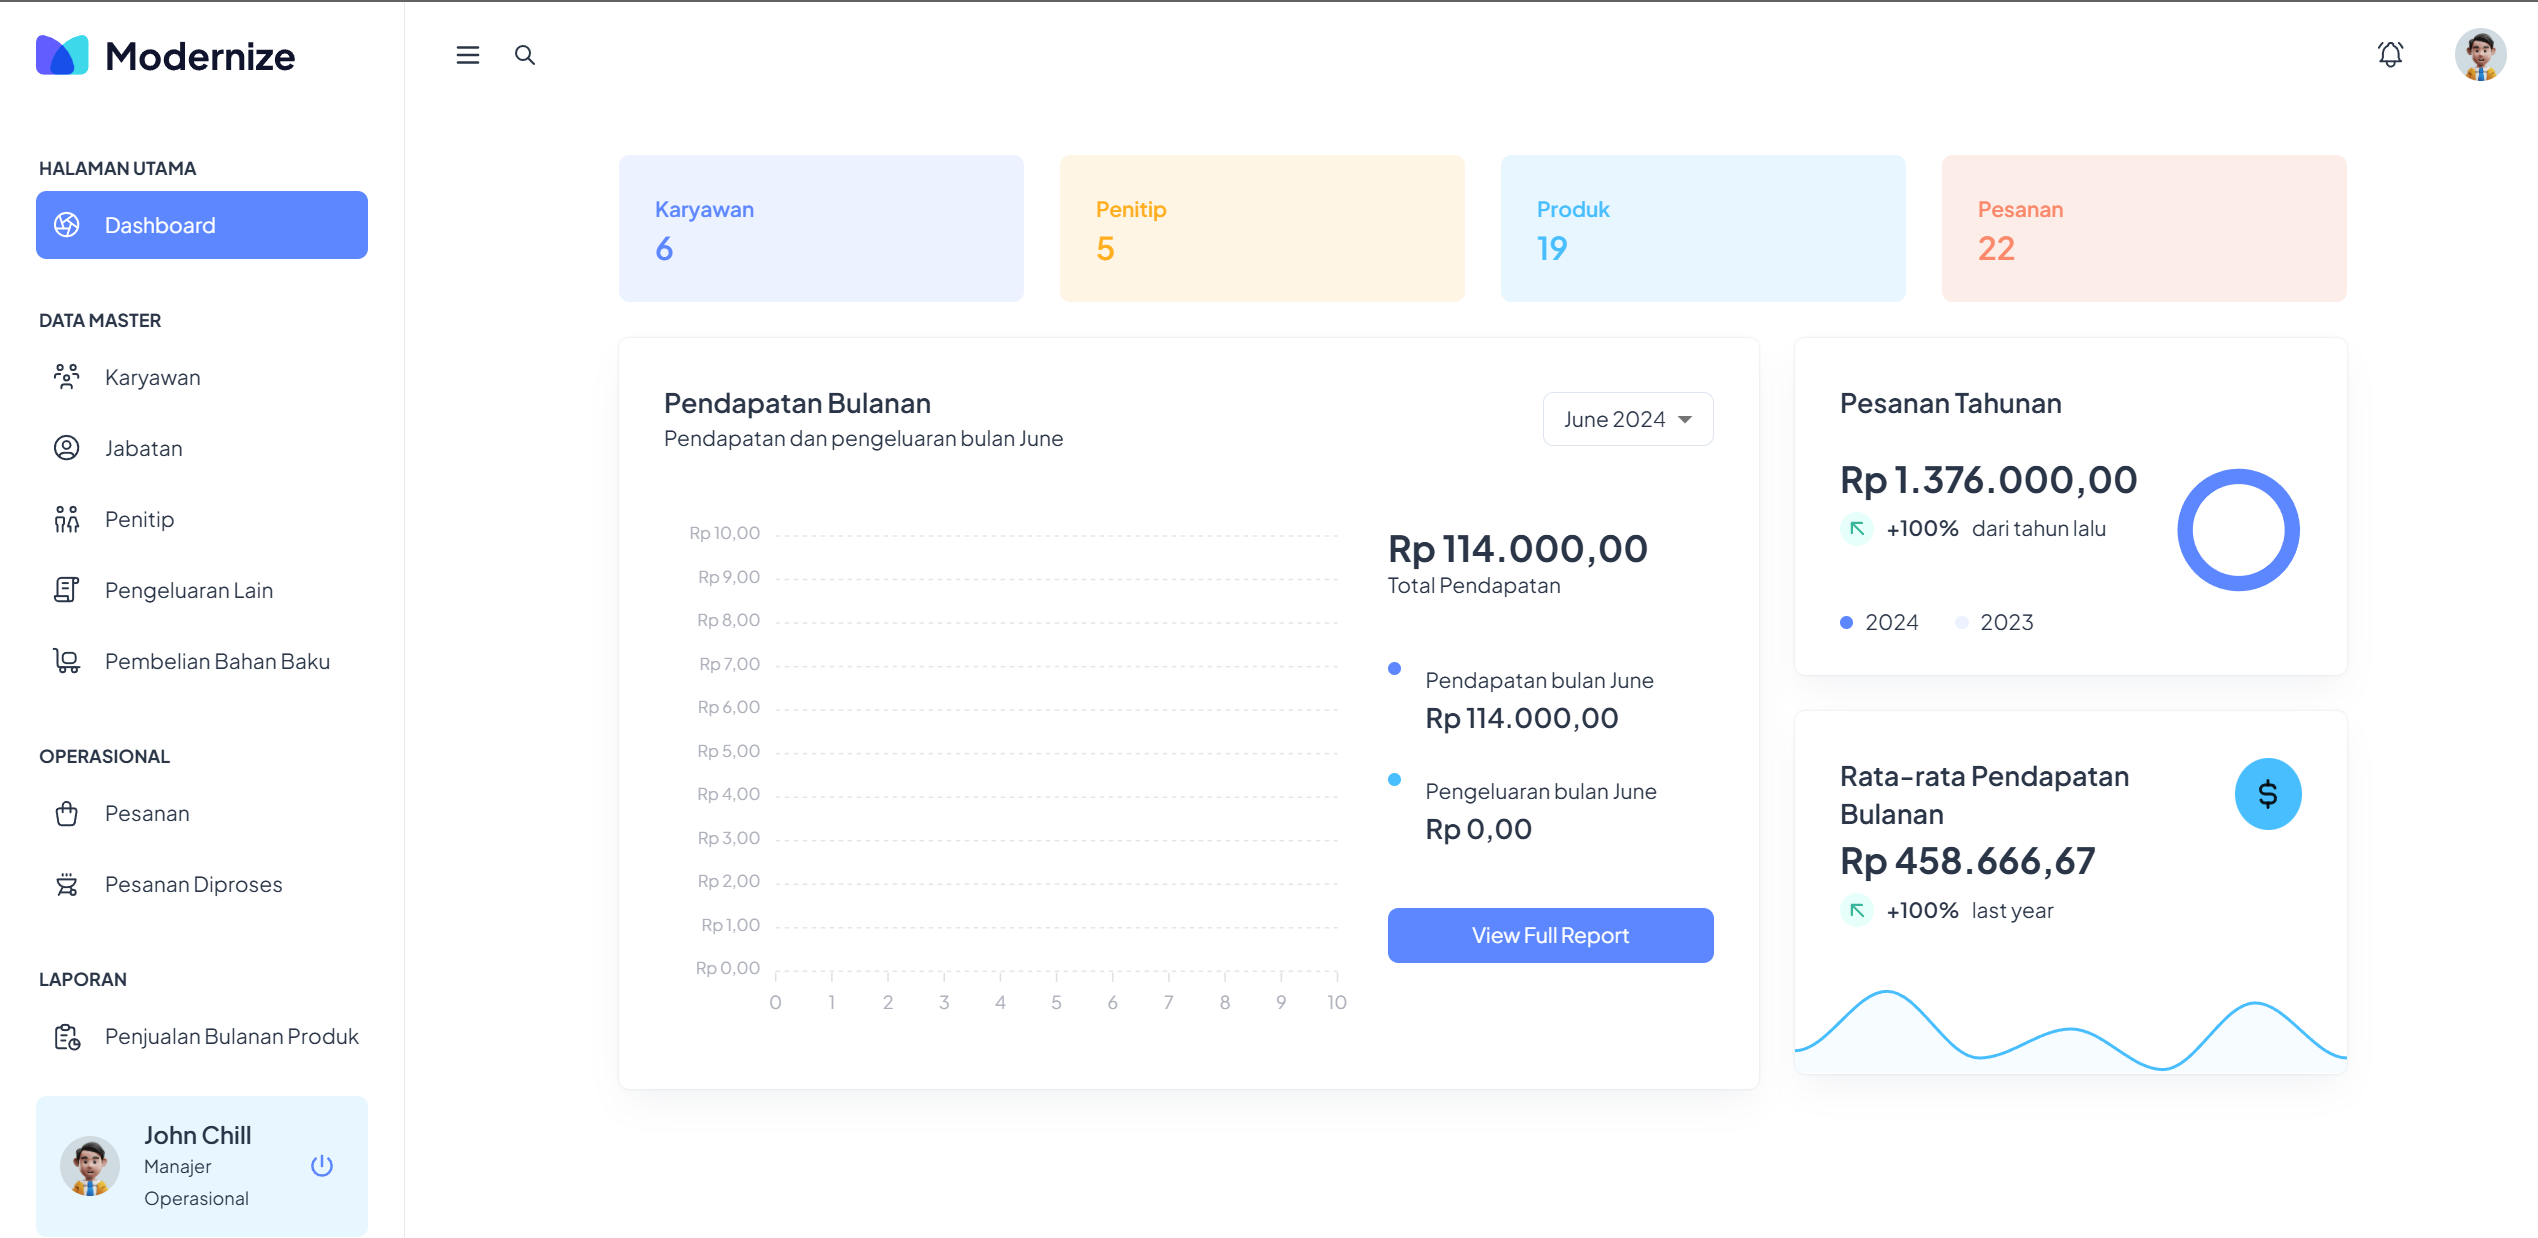 Modernize
HALAMAN UTAMA
Dashboard
DATA MASTER
Karyawan
Jabatan
Penitip
Pengeluaran Lain
Pembelian Bahan Baku
OPERASIONAL
Pesanan
Pesanan Diproses
LAPORAN
Penjualan Bulanan Produk
John Chill
Manajer
Operasional
Karyawan
6
Penitip
5
Produk
19
Pesanan
22
Pendapatan Bulanan
Pendapatan dan pengeluaran bulan June
June 2024
Rp 10,00
Rp 9,00
Rp 8,00
Rp 7,00
Rp 6,00
Rp 5,00
Rp 4,00
Rp 3,00
Rp 2,00
Rp 1,00
Rp 0,00
0 1 2 3 4 5 6 7 8 9 10
Rp 114.000,00
Total Pendapatan
Pendapatan bulan June
Rp 114.000,00
Pengeluaran bulan June
Rp 0,00
View Full Report
Pesanan Tahunan
Rp 1.376.000,00
+100% dari tahun lalu
2024 2023
Rata-rata Pendapatan
Bulanan
$
Rp 458.666,67
+100% last year